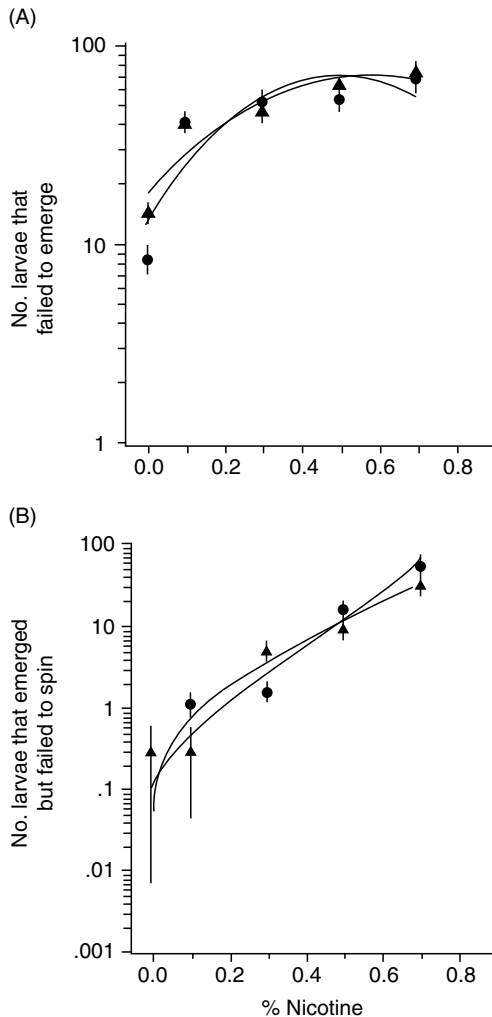 (A)
100
10
1
No. larvae that
failed to emerge
0.0 0.2 0.4 0.6 0.8
(B)
100
10
1
.1
.01
.001
No. larvae that emerged
but failed to spin
0.0 0.2 0.4 0.6 0.8
% Nicotine